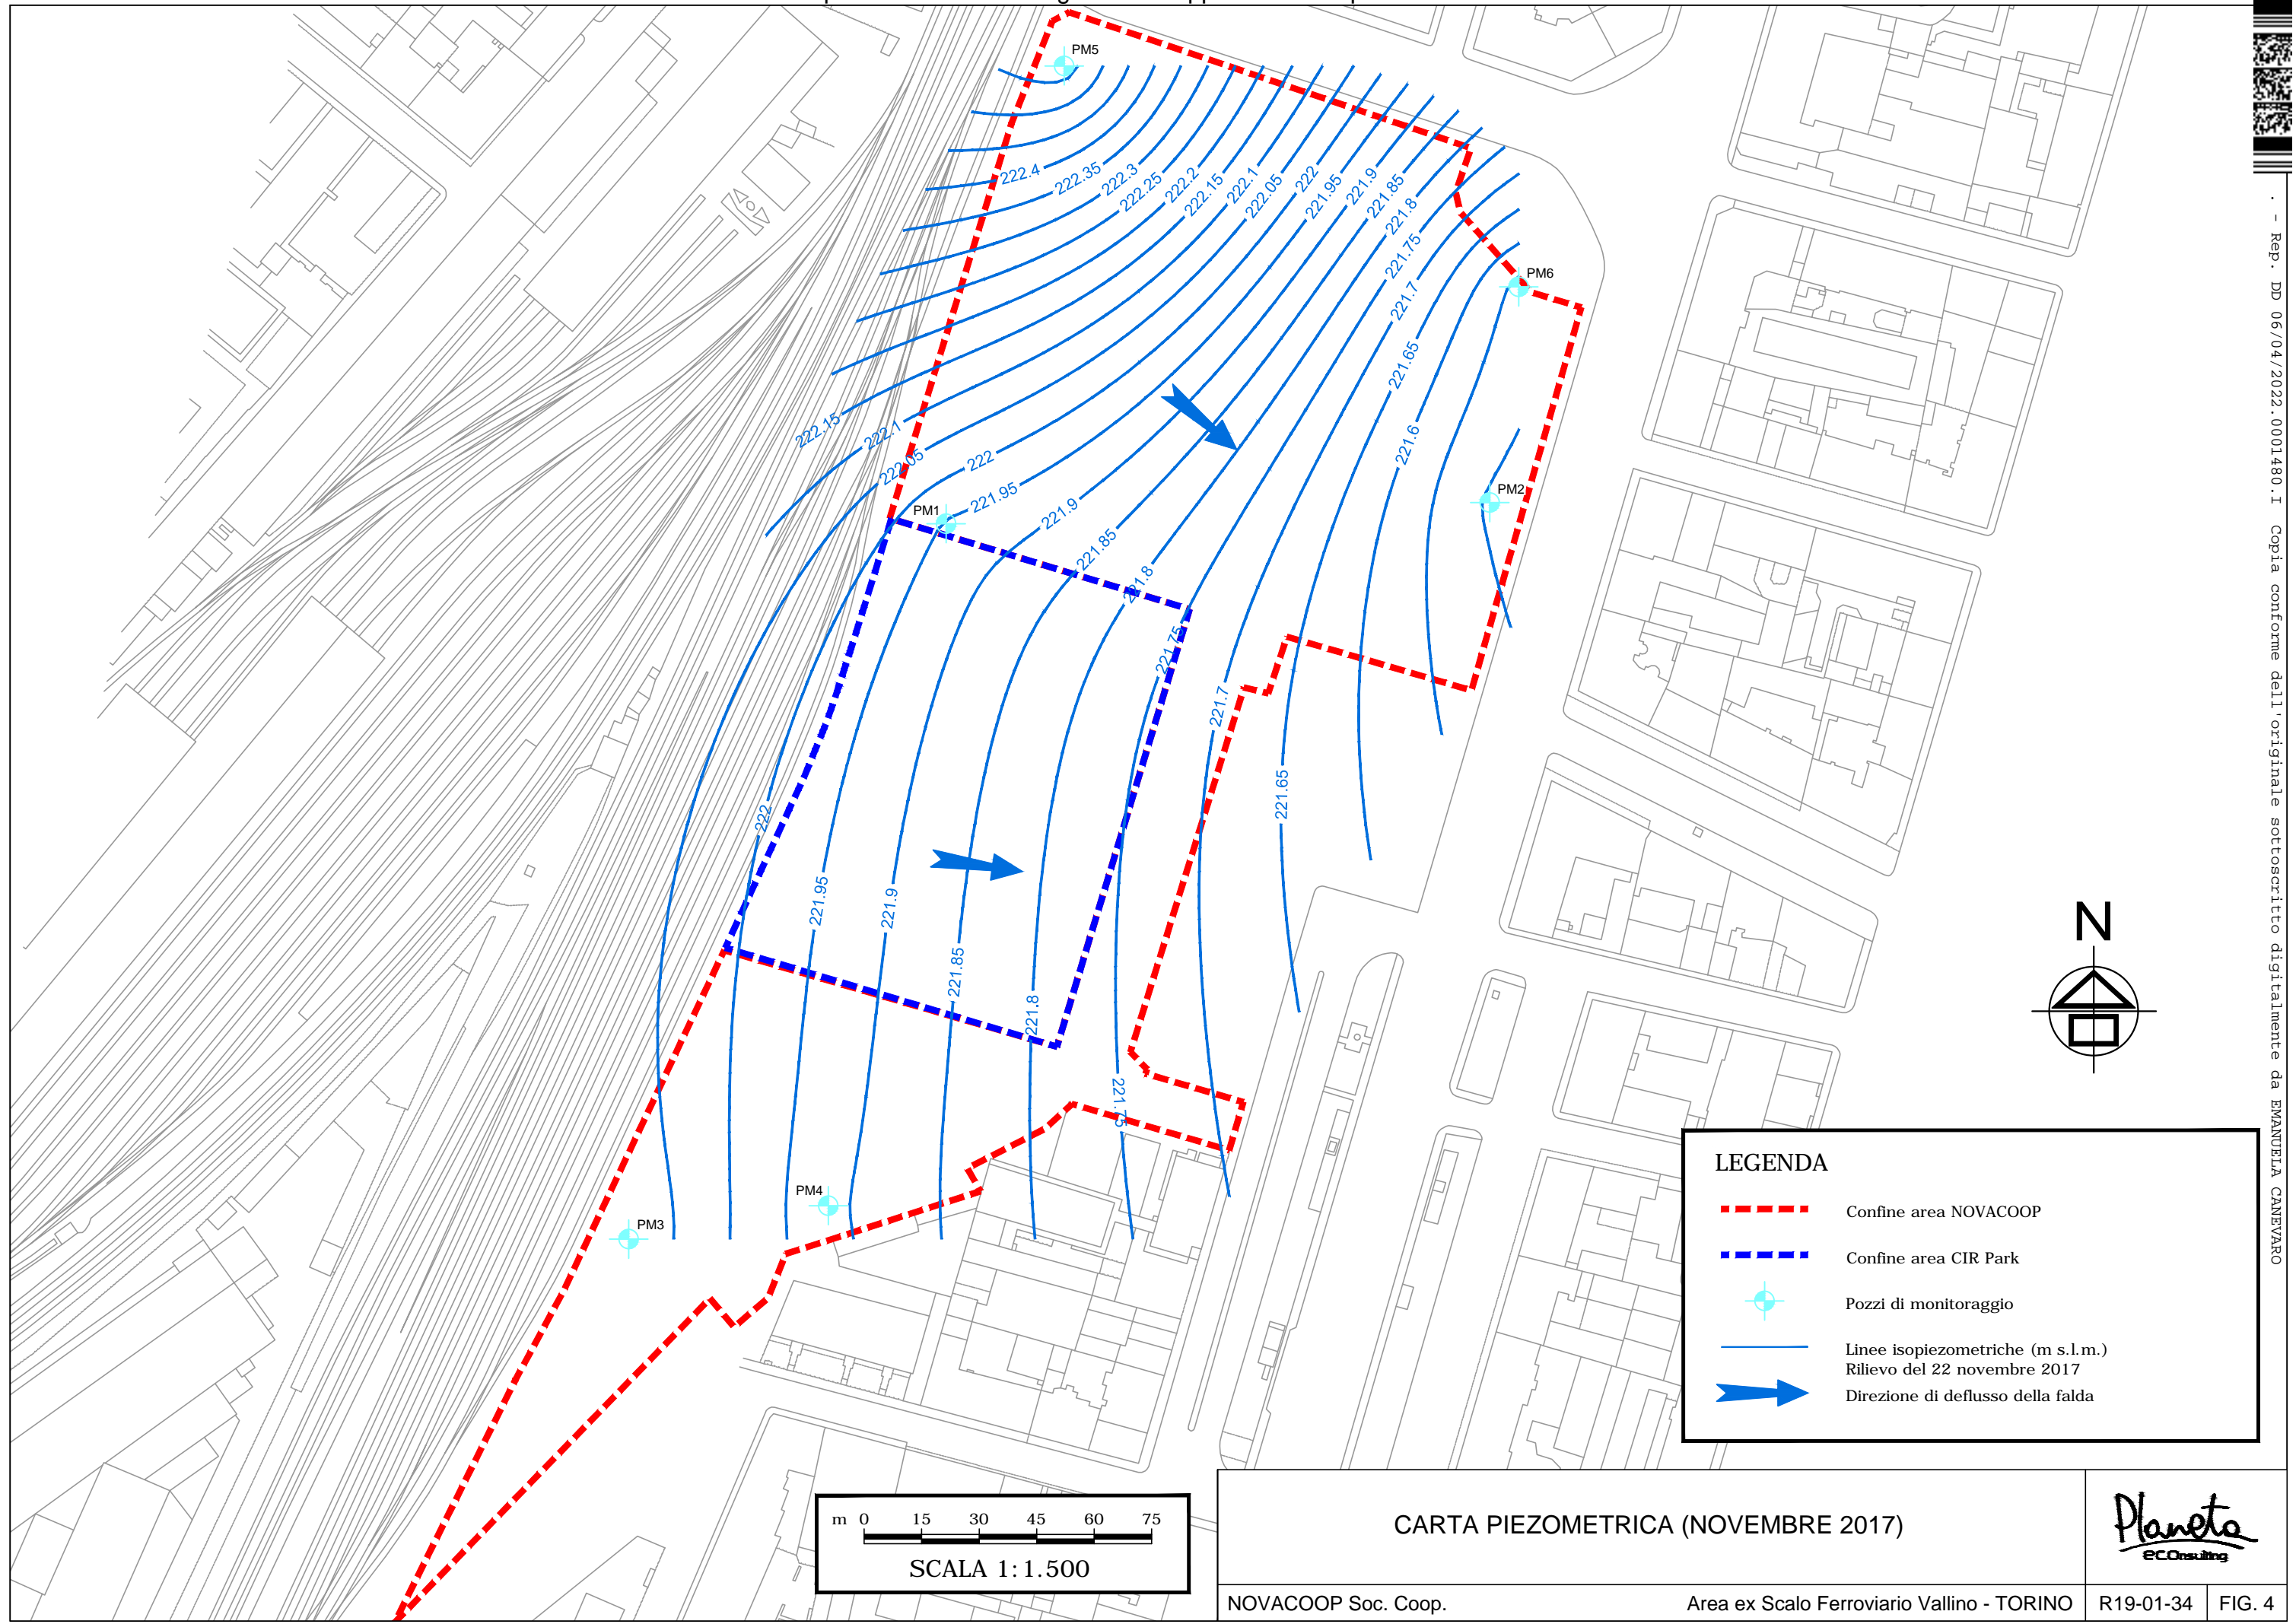 PM5
222.4
222.35
222.3
222.25
222.2
222.15
222.1
222.05
222
221.95
221.9
221.85
221.8
221.75
221.7
221.65
221.6
PM6
222.15
222.1
222.05
222
221.95
221.9
221.85
221.8
221.75
221.7
221.65
PM1
PM2
222
221.95
221.9
221.85
221.8
221.75
PM4
PM3
N
LEGENDA
Confine area NOVACOOP
Confine area CIR Park
Pozzi di monitoraggio
Linee isopiezometriche (m s.l.m.)
Rilievo del 22 novembre 2017
Direzione di deflusso della falda
m 0 15 30 45 60 75
SCALA 1:1.500
CARTA PIEZOMETRICA (NOVEMBRE 2017)
Planeta
eCOnsulting
NOVACOOP Soc. Coop.
Area ex Scalo Ferroviario Vallino - TORINO
R19-01-34
FIG. 4
. - Rep. DD 06/04/2022.0001480.I Copia conforme dell'originale sottoscritto digitalmente da EMANUELA CANEVARO